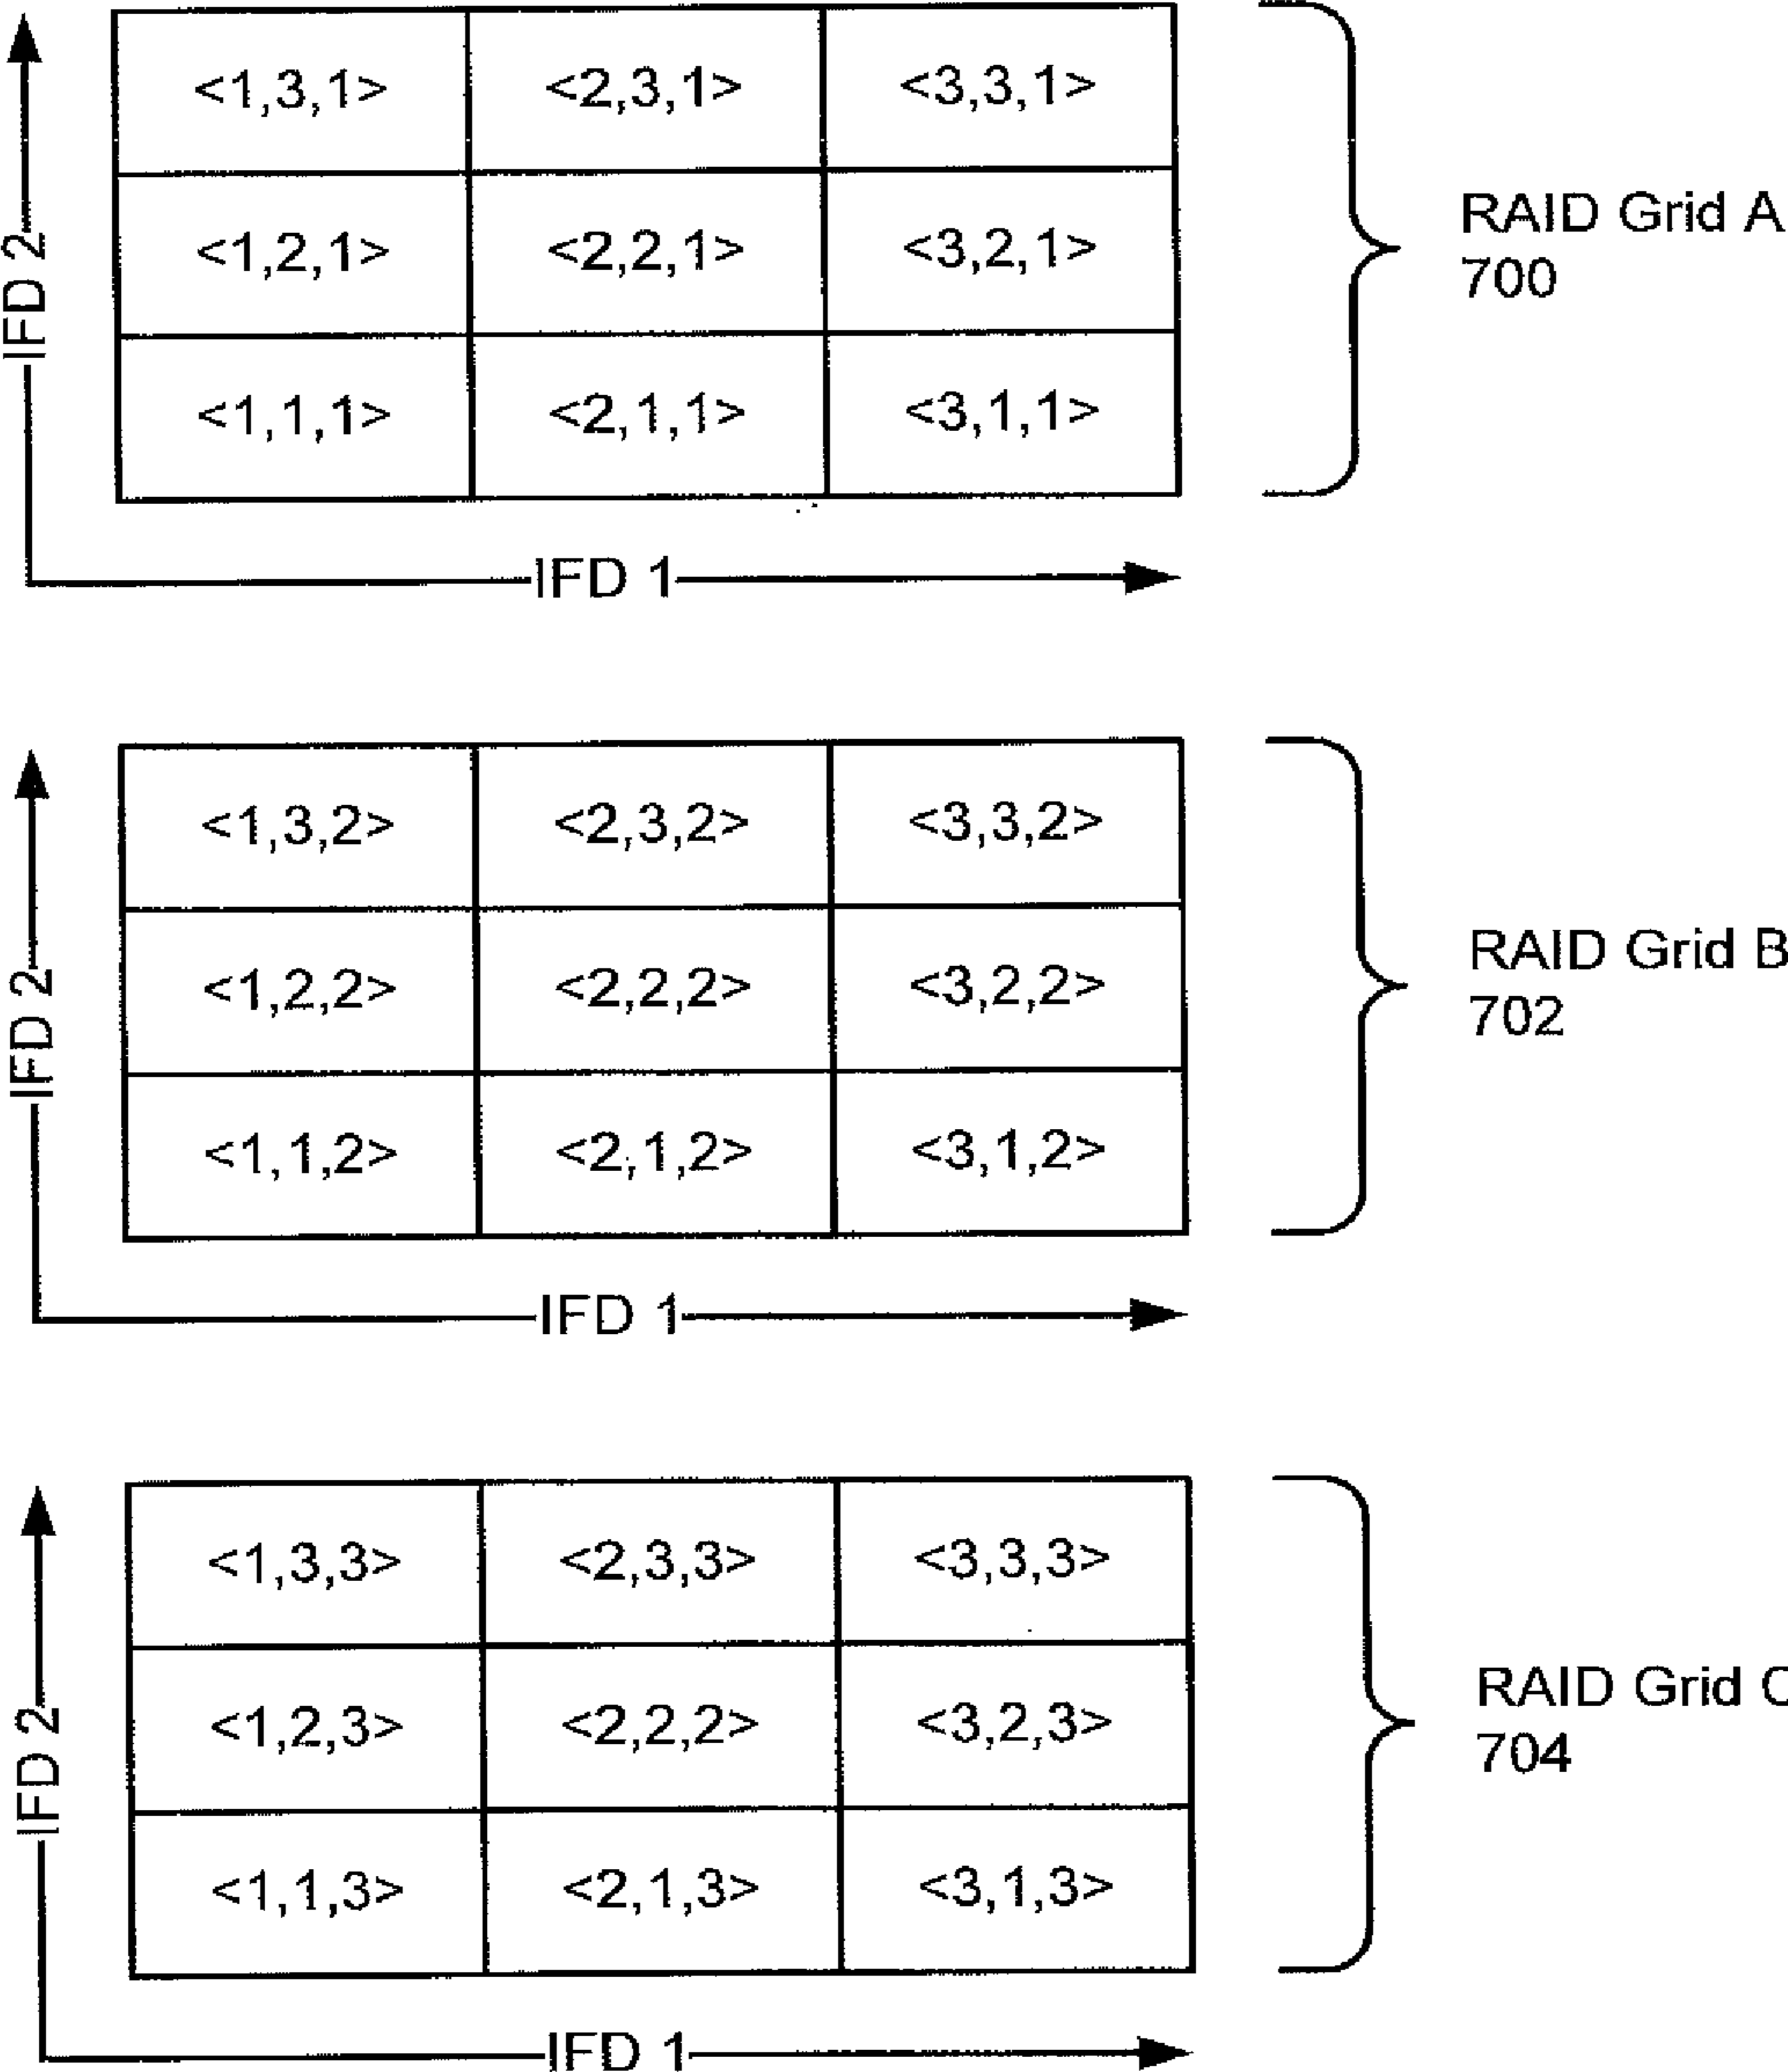 <1,3,1> <2,3,1> <3,3,1>
<1,2,1> <2,2,1> <3,2,1>
<1,1,1> <2,1,1> <3,1,1>
IFD 2
IFD 1
RAID Grid A
700
<1,3,2> <2,3,2> <3,3,2>
<1,2,2> <2,2,2> <3,2,2>
<1,1,2> <2,1,2> <3,1,2>
IFD 2
IFD 1
RAID Grid B
702
<1,3,3> <2,3,3> <3,3,3>
<1,2,3> <2,2,2> <3,2,3>
<1,1,3> <2,1,3> <3,1,3>
IFD 2
IFD 1
RAID Grid C
704